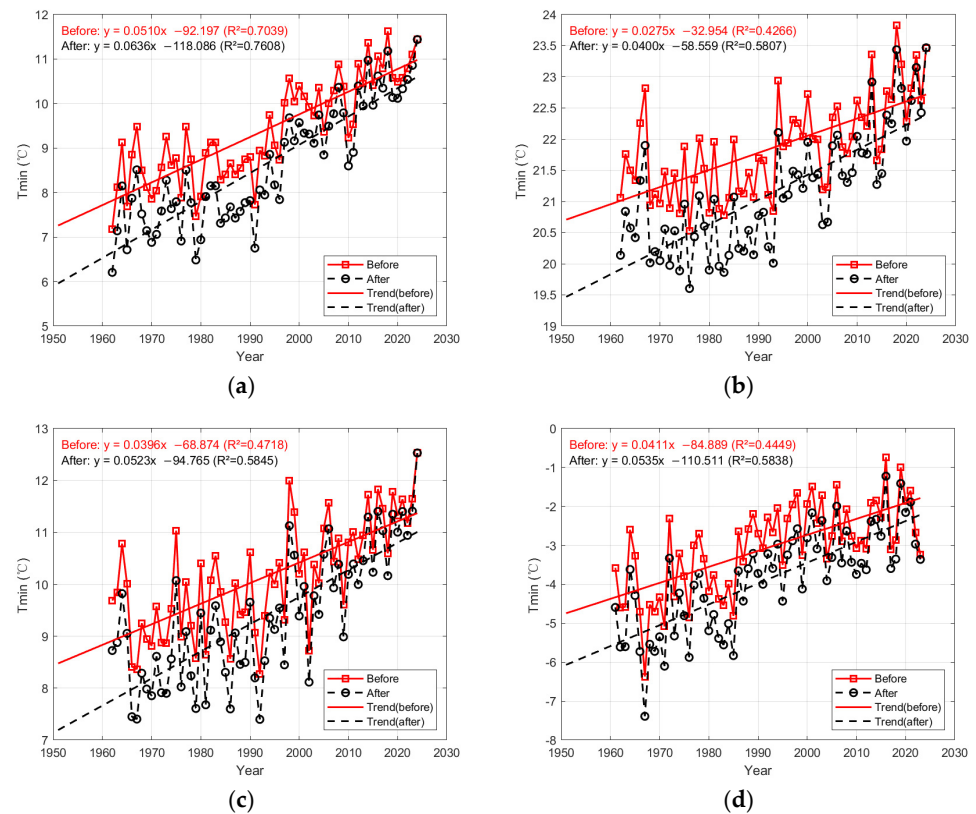 Before: y = 0.0510x −92.197 (R²=0.7039)
After: y = 0.0636x −118.086 (R²=0.7608)
12
11
10
9
8
7
6
5
Tmin (℃)
Before
After
Trend(before)
Trend(after)
1950 1960 1970 1980 1990 2000 2010 2020 2030
Year
(a)
Before: y = 0.0275x −32.954 (R²=0.4266)
After: y = 0.0400x −58.559 (R²=0.5807)
24
23.5
23
22.5
22
21.5
21
20.5
20
19.5
19
Tmin (℃)
Before
After
Trend(before)
Trend(after)
1950 1960 1970 1980 1990 2000 2010 2020 2030
Year
(b)
Before: y = 0.0396x −68.874 (R²=0.4718)
After: y = 0.0523x −94.765 (R²=0.5845)
13
12
11
10
9
8
7
Tmin (℃)
Before
After
Trend(before)
Trend(after)
1950 1960 1970 1980 1990 2000 2010 2020 2030
Year
(c)
Before: y = 0.0411x −84.889 (R²=0.4449)
After: y = 0.0535x −110.511 (R²=0.5838)
0
-1
-2
-3
-4
-5
-6
-7
-8
Tmin (℃)
Before
After
Trend(before)
Trend(after)
1950 1960 1970 1980 1990 2000 2010 2020 2030
Year
(d)